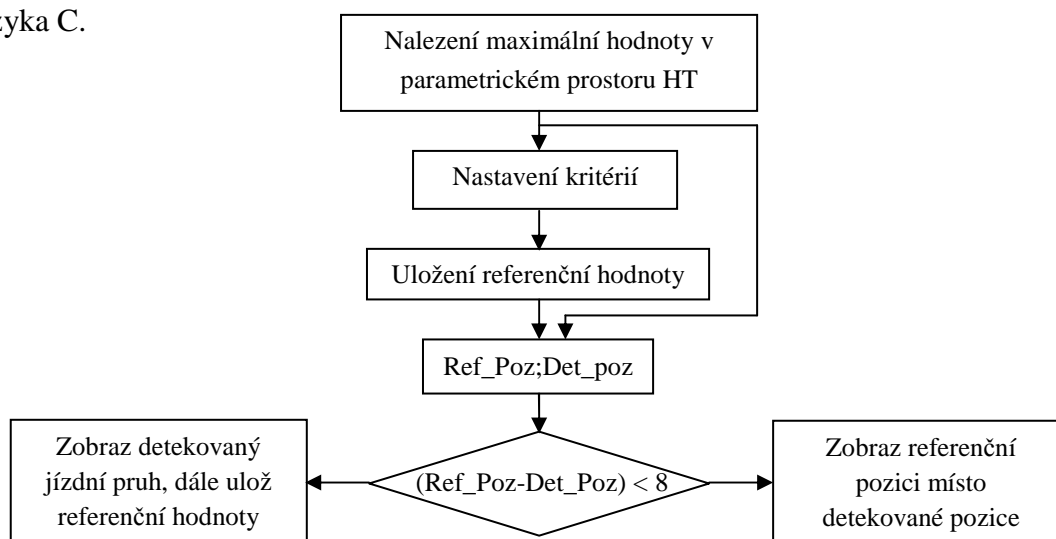 zyka C.
Nalezení maximální hodnoty v
parametrickém prostoru HT
Nastavení kritérií
Uložení referenční hodnoty
Ref_Poz;Det_poz
(Ref_Poz-Det_Poz) < 8
Zobraz detekovaný
jízdní pruh, dále ulož
referenční hodnoty
Zobraz referenční
pozici místo
detekované pozice